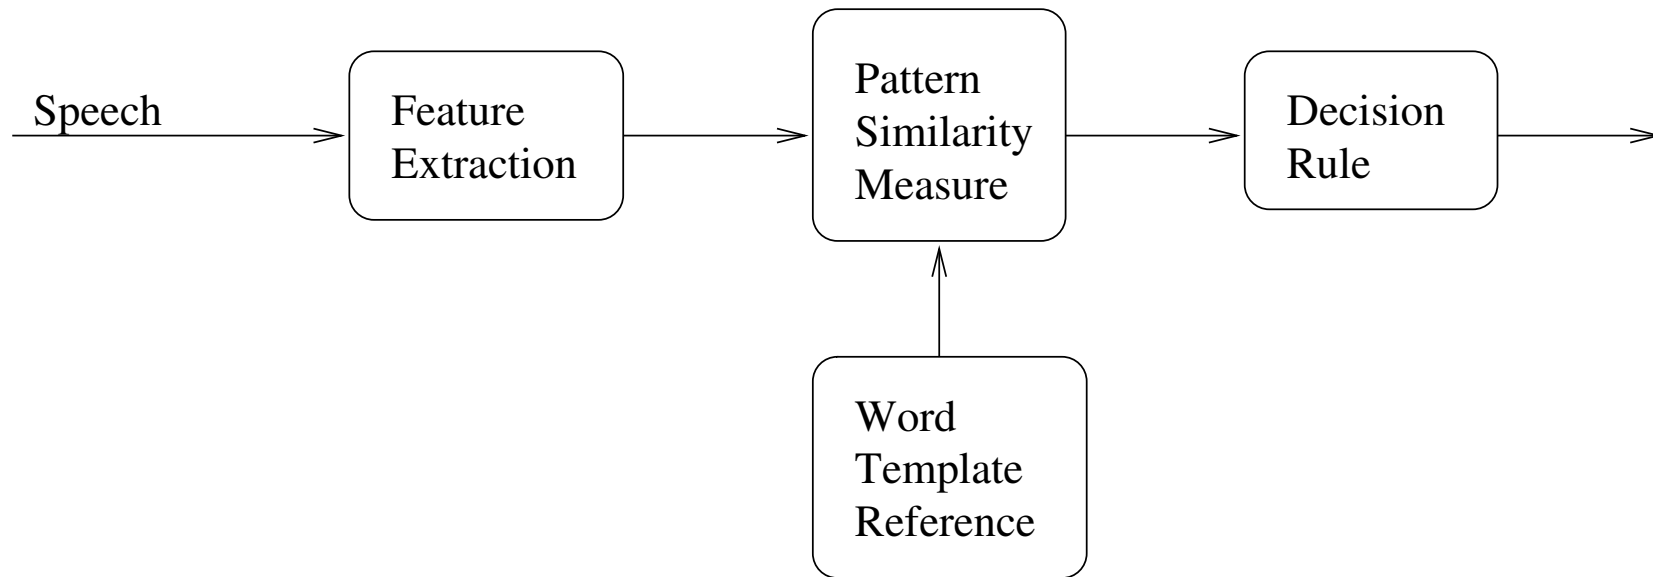 Speech
Feature
Extraction
Pattern
Similarity
Measure
Decision
Rule
Word
Template
Reference